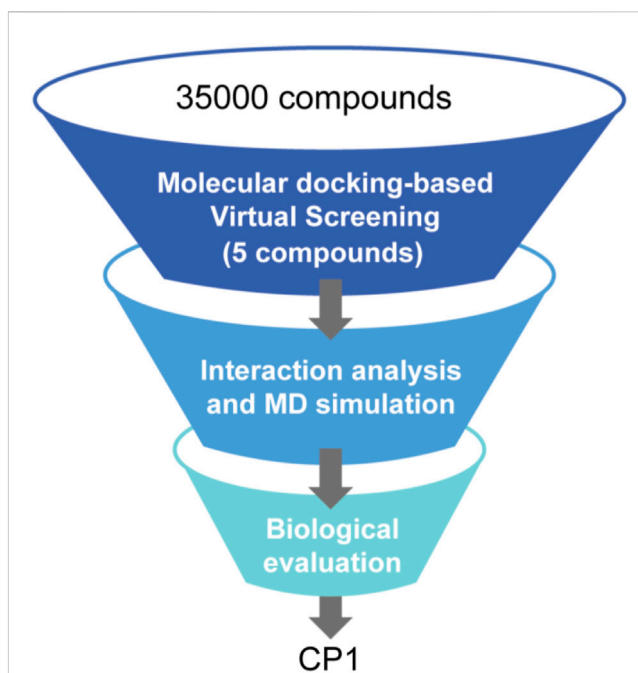 35000 compounds
Molecular docking-based
Virtual Screening
(5 compounds)
Interaction analysis
and MD simulation
Biological
evaluation
CP1